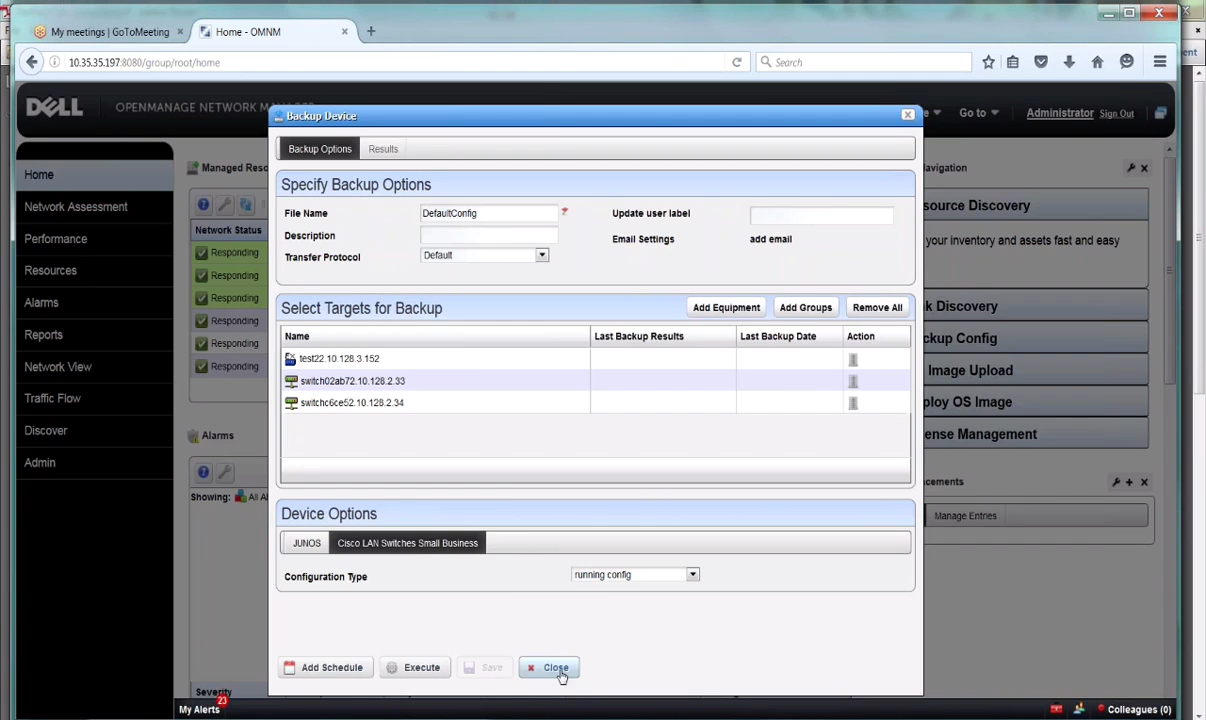 My meetings | GoToMeeting ×
Home - OMNM ×
10.35.35.197:8080/group/root/home
Search
DELL OPENMANAGE NETWORK MANAGER
Go to
Administrator Sign Out
Home
Network Assessment
Performance
Resources
Alarms
Reports
Network View
Traffic Flow
Discover
Admin
Managed Reso
Network Status
Responding
Responding
Responding
Responding
Responding
Responding
Alarms
Showing: All Al
Severity
Backup Device
Backup Options Results
Specify Backup Options
File Name DefaultConfig Update user label
Description Email Settings add email
Transfer Protocol Default
Select Targets for Backup Add Equipment Add Groups Remove All
Name Last Backup Results Last Backup Date Action
test22.10.128.3.152
switch02ab72.10.128.2.33
switchc6ce52.10.128.2.34
Device Options
JUNOS Cisco LAN Switches Small Business
Configuration Type running config
Add Schedule Execute Save Close
avigation
source Discovery
your inventory and assets fast and easy
k Discovery
ckup Config
Image Upload
ploy OS Image
ense Management
cements
Manage Entries
My Alerts 23
Colleagues (0)